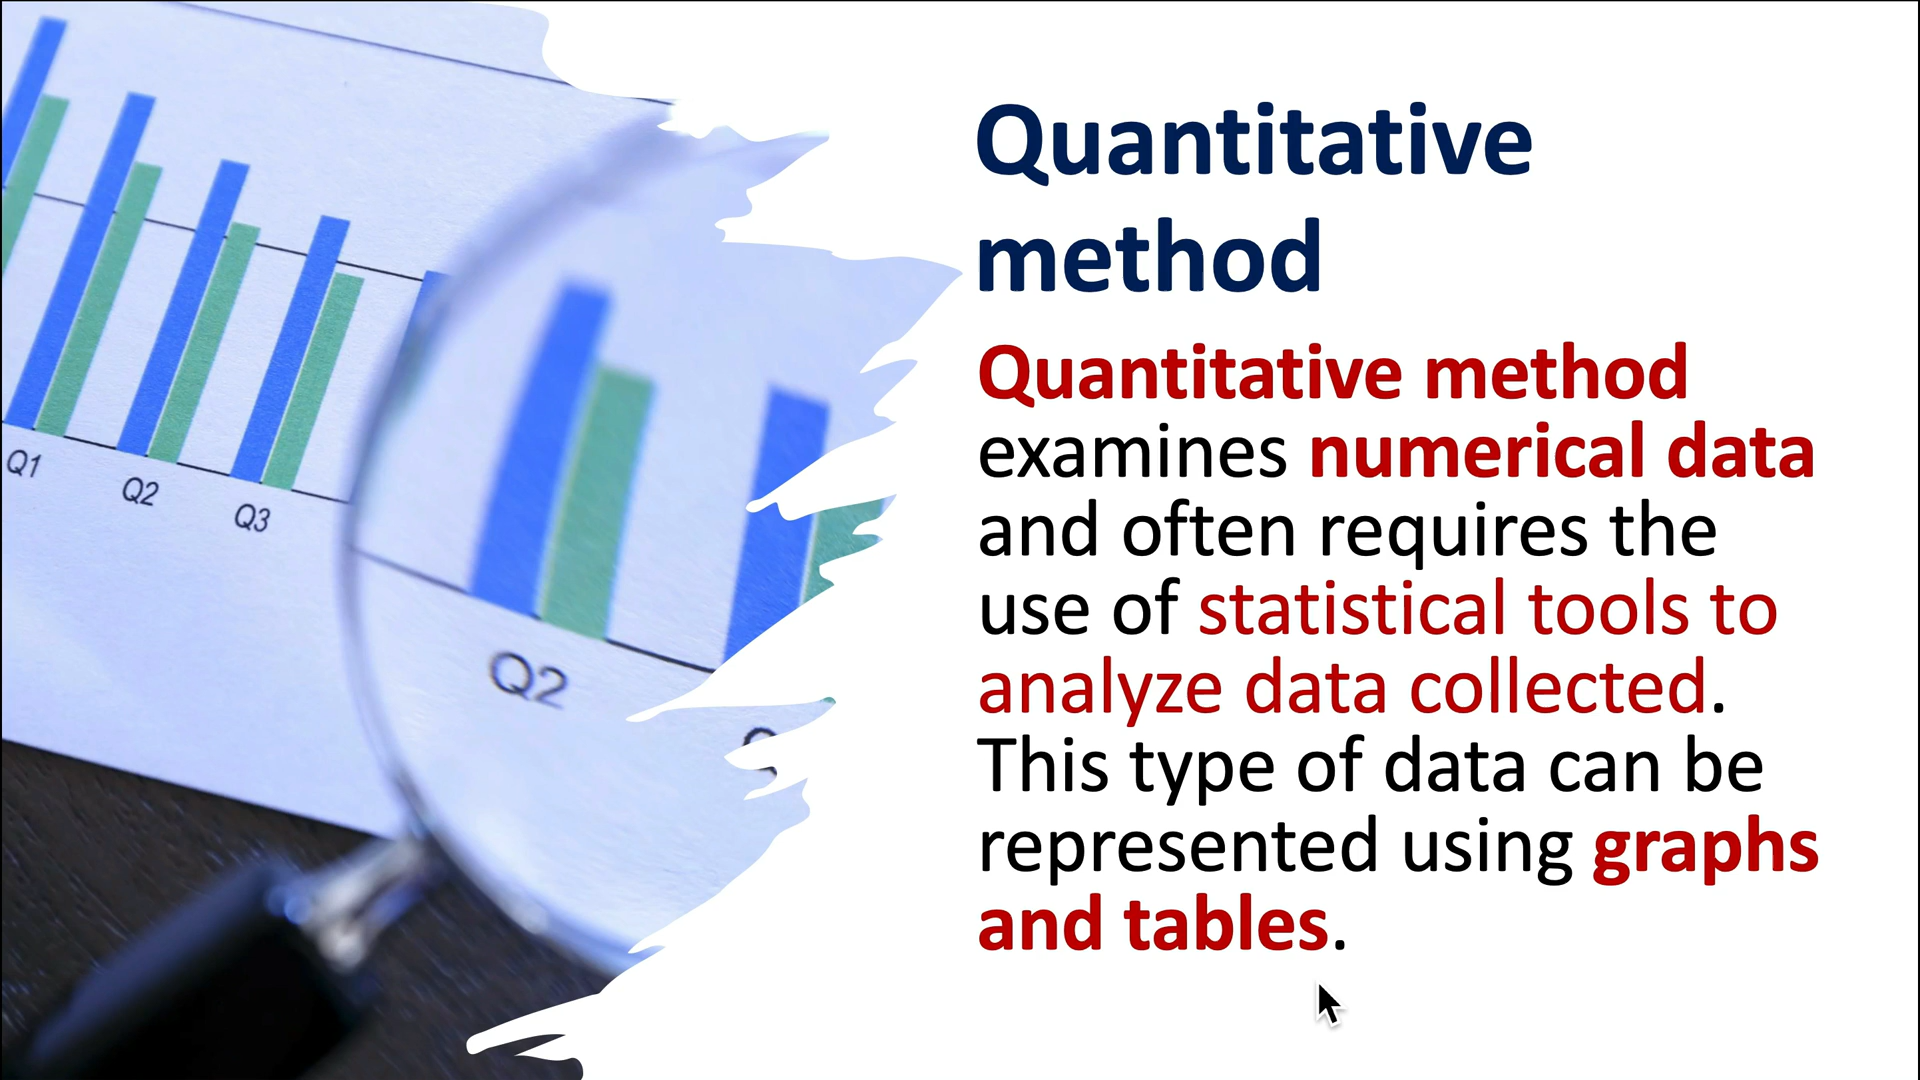 Quantitative
method
Quantitative method
examines numerical data
and often requires the
use of statistical tools to
analyze data collected.
This type of data can be
represented using graphs
and tables.
Q1
Q2
Q3
Q2